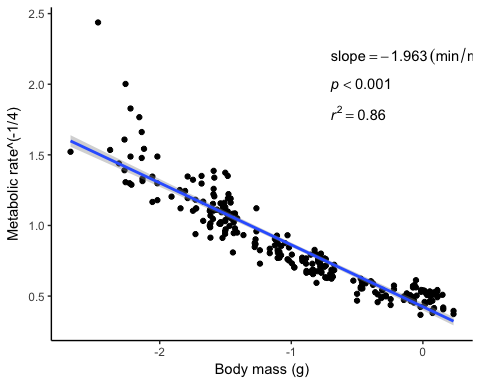 2.5
slope = −1.963 (min/
2.0
p < 0.001
r² = 0.86
1.5
1.0
0.5
Metabolic rate^(-1/4)
-2 -1 0
Body mass (g)